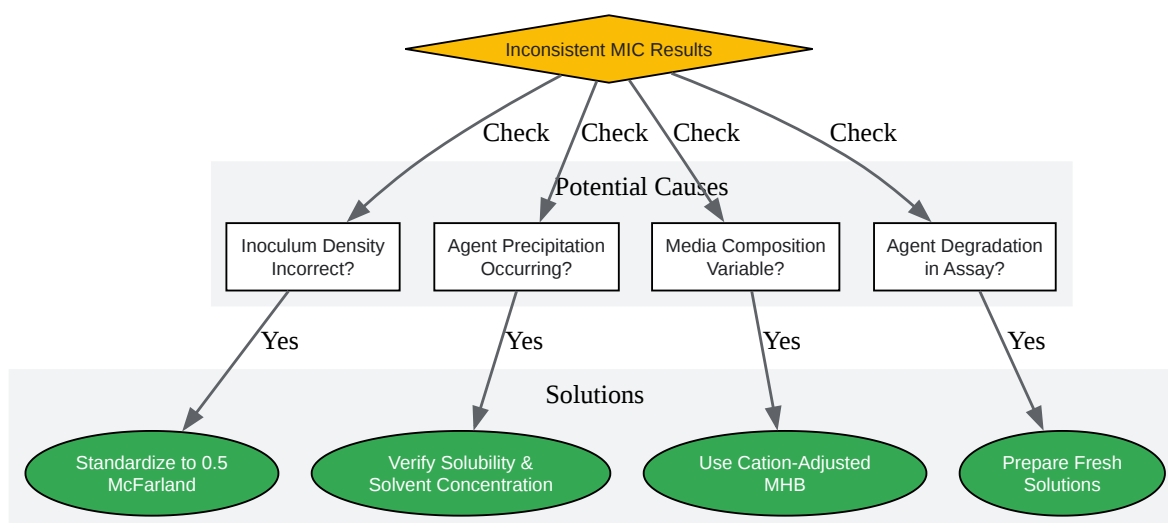 Inconsistent MIC Results
Check
Check
Check
Check
Potential Causes
Inoculum Density
Incorrect?
Agent Precipitation
Occurring?
Media Composition
Variable?
Agent Degradation
in Assay?
Yes
Yes
Yes
Yes
Solutions
Standardize to 0.5
McFarland
Verify Solubility &
Solvent Concentration
Use Cation-Adjusted
MHB
Prepare Fresh
Solutions